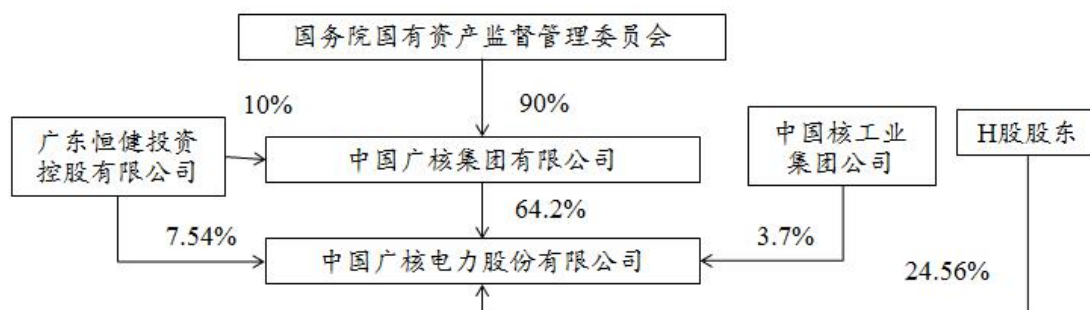 国务院国有资产监督管理委员会
10%
90%
广东恒健投资
控股有限公司
中国广核集团有限公司
中国核工业
集团公司
H股股东
64.2%
7.54%
3.7%
中国广核电力股份有限公司
24.56%